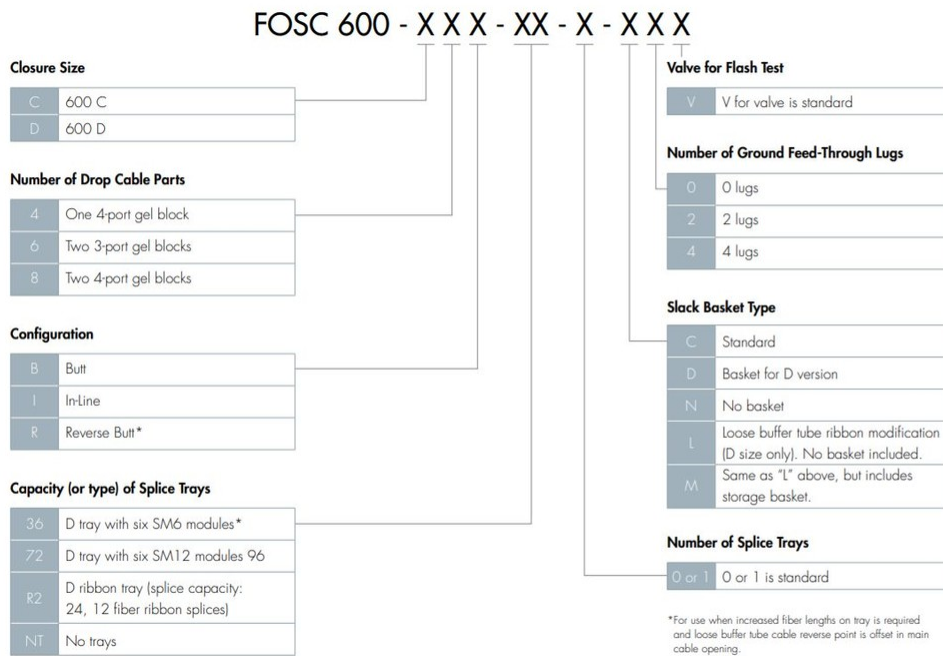 FOSC 600 - X X X - XX - X - X X X
Closure Size
C 600 C
D 600 D
Number of Drop Cable Parts
4 One 4-port gel block
6 Two 3-port gel blocks
8 Two 4-port gel blocks
Configuration
B Butt
I In-Line
R Reverse Butt*
Capacity (or type) of Splice Trays
36 D tray with six SM6 modules*
72 D tray with six SM12 modules 96
R2 D ribbon tray (splice capacity:
24, 12 fiber ribbon splices)
NT No trays
Valve for Flash Test
V V for valve is standard
Number of Ground Feed-Through Lugs
0 0 lugs
2 2 lugs
4 4 lugs
Slack Basket Type
C Standard
D Basket for D version
N No basket
L Loose buffer tube ribbon modification
(D size only). No basket included.
M Same as “L” above, but includes
storage basket.
Number of Splice Trays
0 or 1 0 or 1 is standard
*For use when increased fiber lengths on tray is required
and loose buffer tube cable reverse point is offset in main
cable opening.